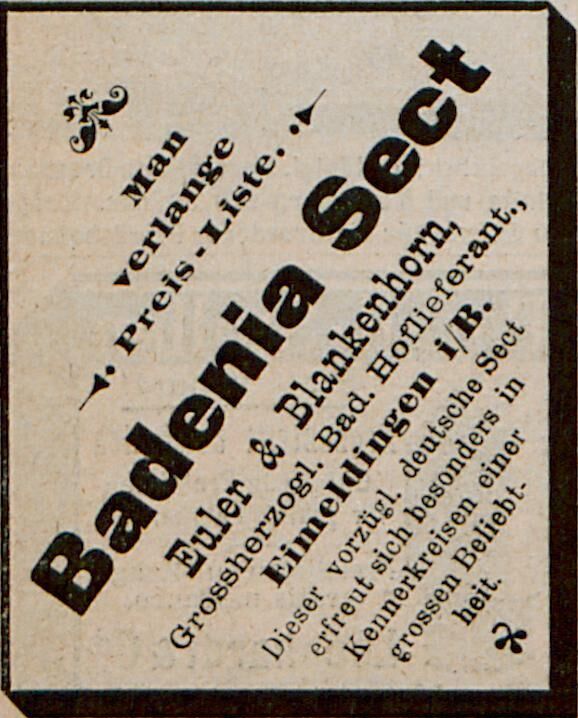 Man
verlange
Preis-Liste.
Badenia Sect
Euler & Blankenhorn,
Grossherzogl. Bad. Hoflieferant.,
Eimeldingen i/B.
Dieser vorzügl. deutsche Sect
erfreut sich besonders in
Kennerkreisen einer
grossen Beliebt-
heit.